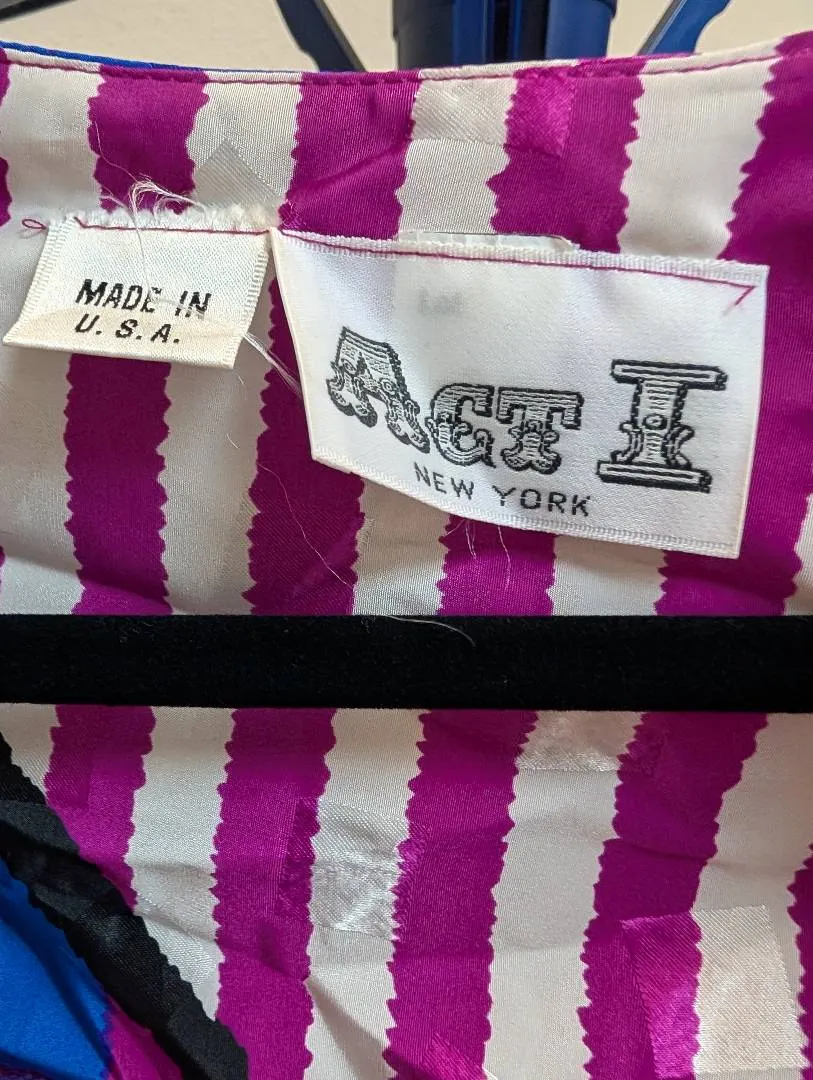 MADE IN
U. S. A.
ACT I
NEW YORK